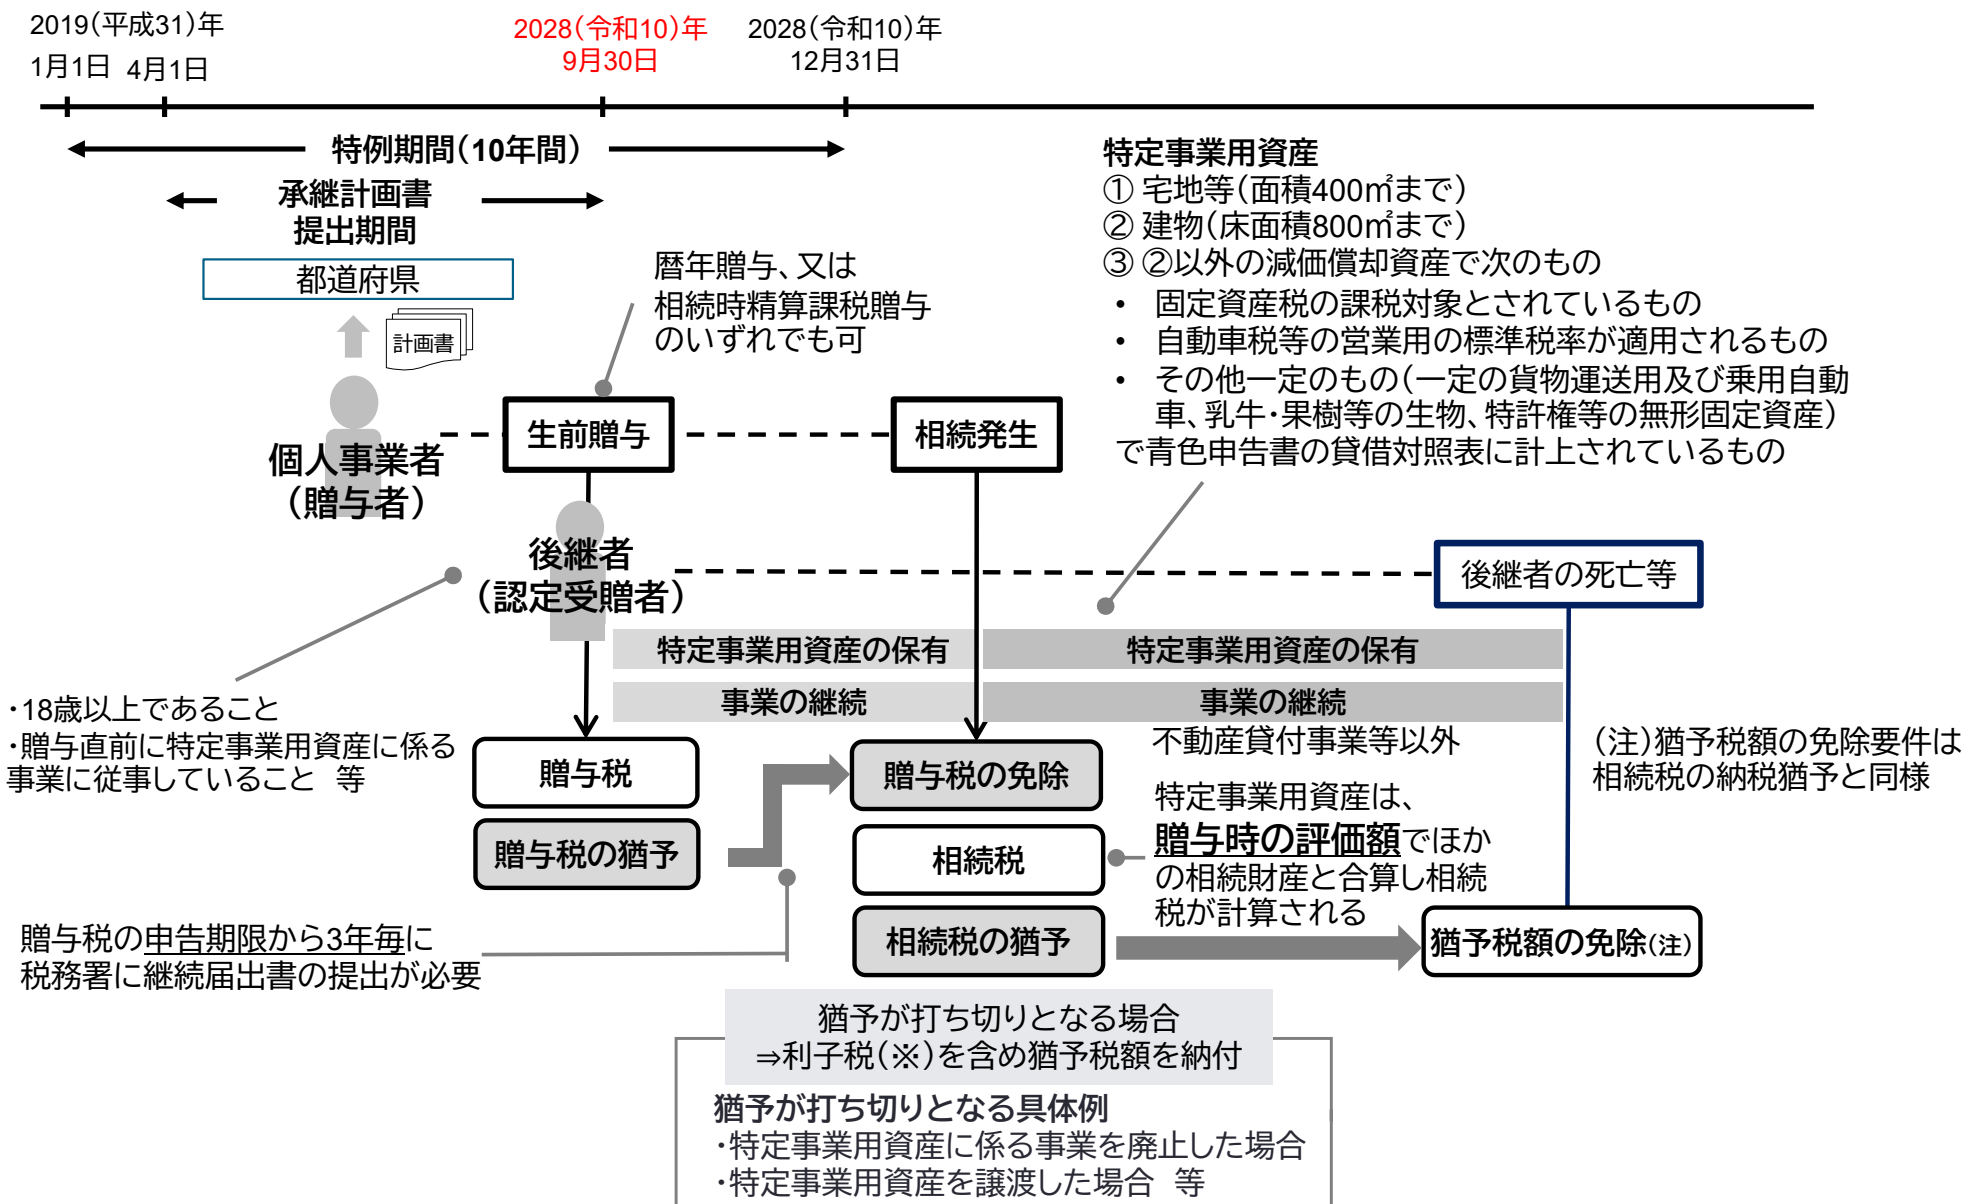 2019(平成31)年
1月1日
4月1日
2028(令和10)年
9月30日
2028(令和10)年
12月31日
特例期間(10年間)
承継計画書
提出期間
都道府県
計画書
個人事業者
(贈与者)
暦年贈与、又は
相続時精算課税贈与
のいずれでも可
生前贈与
相続発生
特定事業用資産
① 宅地等(面積400㎡まで)
② 建物(床面積800㎡まで)
③ ②以外の減価償却資産で次のもの
• 固定資産税の課税対象とされているもの
• 自動車税等の営業用の標準税率が適用されるもの
• その他一定のもの(一定の貨物運送用及び乗用自動
車、乳牛・果樹等の生物、特許権等の無形固定資産)
で青色申告書の貸借対照表に計上されているもの
後継者
(認定受贈者)
後継者の死亡等
特定事業用資産の保有
特定事業用資産の保有
事業の継続
事業の継続
不動産貸付事業等以外
・18歳以上であること
・贈与直前に特定事業用資産に係る
事業に従事していること 等
贈与税
贈与税の猶予
贈与税の免除
相続税
相続税の猶予
特定事業用資産は、
贈与時の評価額でほか
の相続財産と合算し相続
税が計算される
(注)猶予税額の免除要件は
相続税の納税猶予と同様
猶予税額の免除(注)
贈与税の申告期限から3年毎に
税務署に継続届出書の提出が必要
猶予が打ち切りとなる場合
⇒利子税(※)を含め猶予税額を納付
猶予が打ち切りとなる具体例
・特定事業用資産に係る事業を廃止した場合
・特定事業用資産を譲渡した場合 等